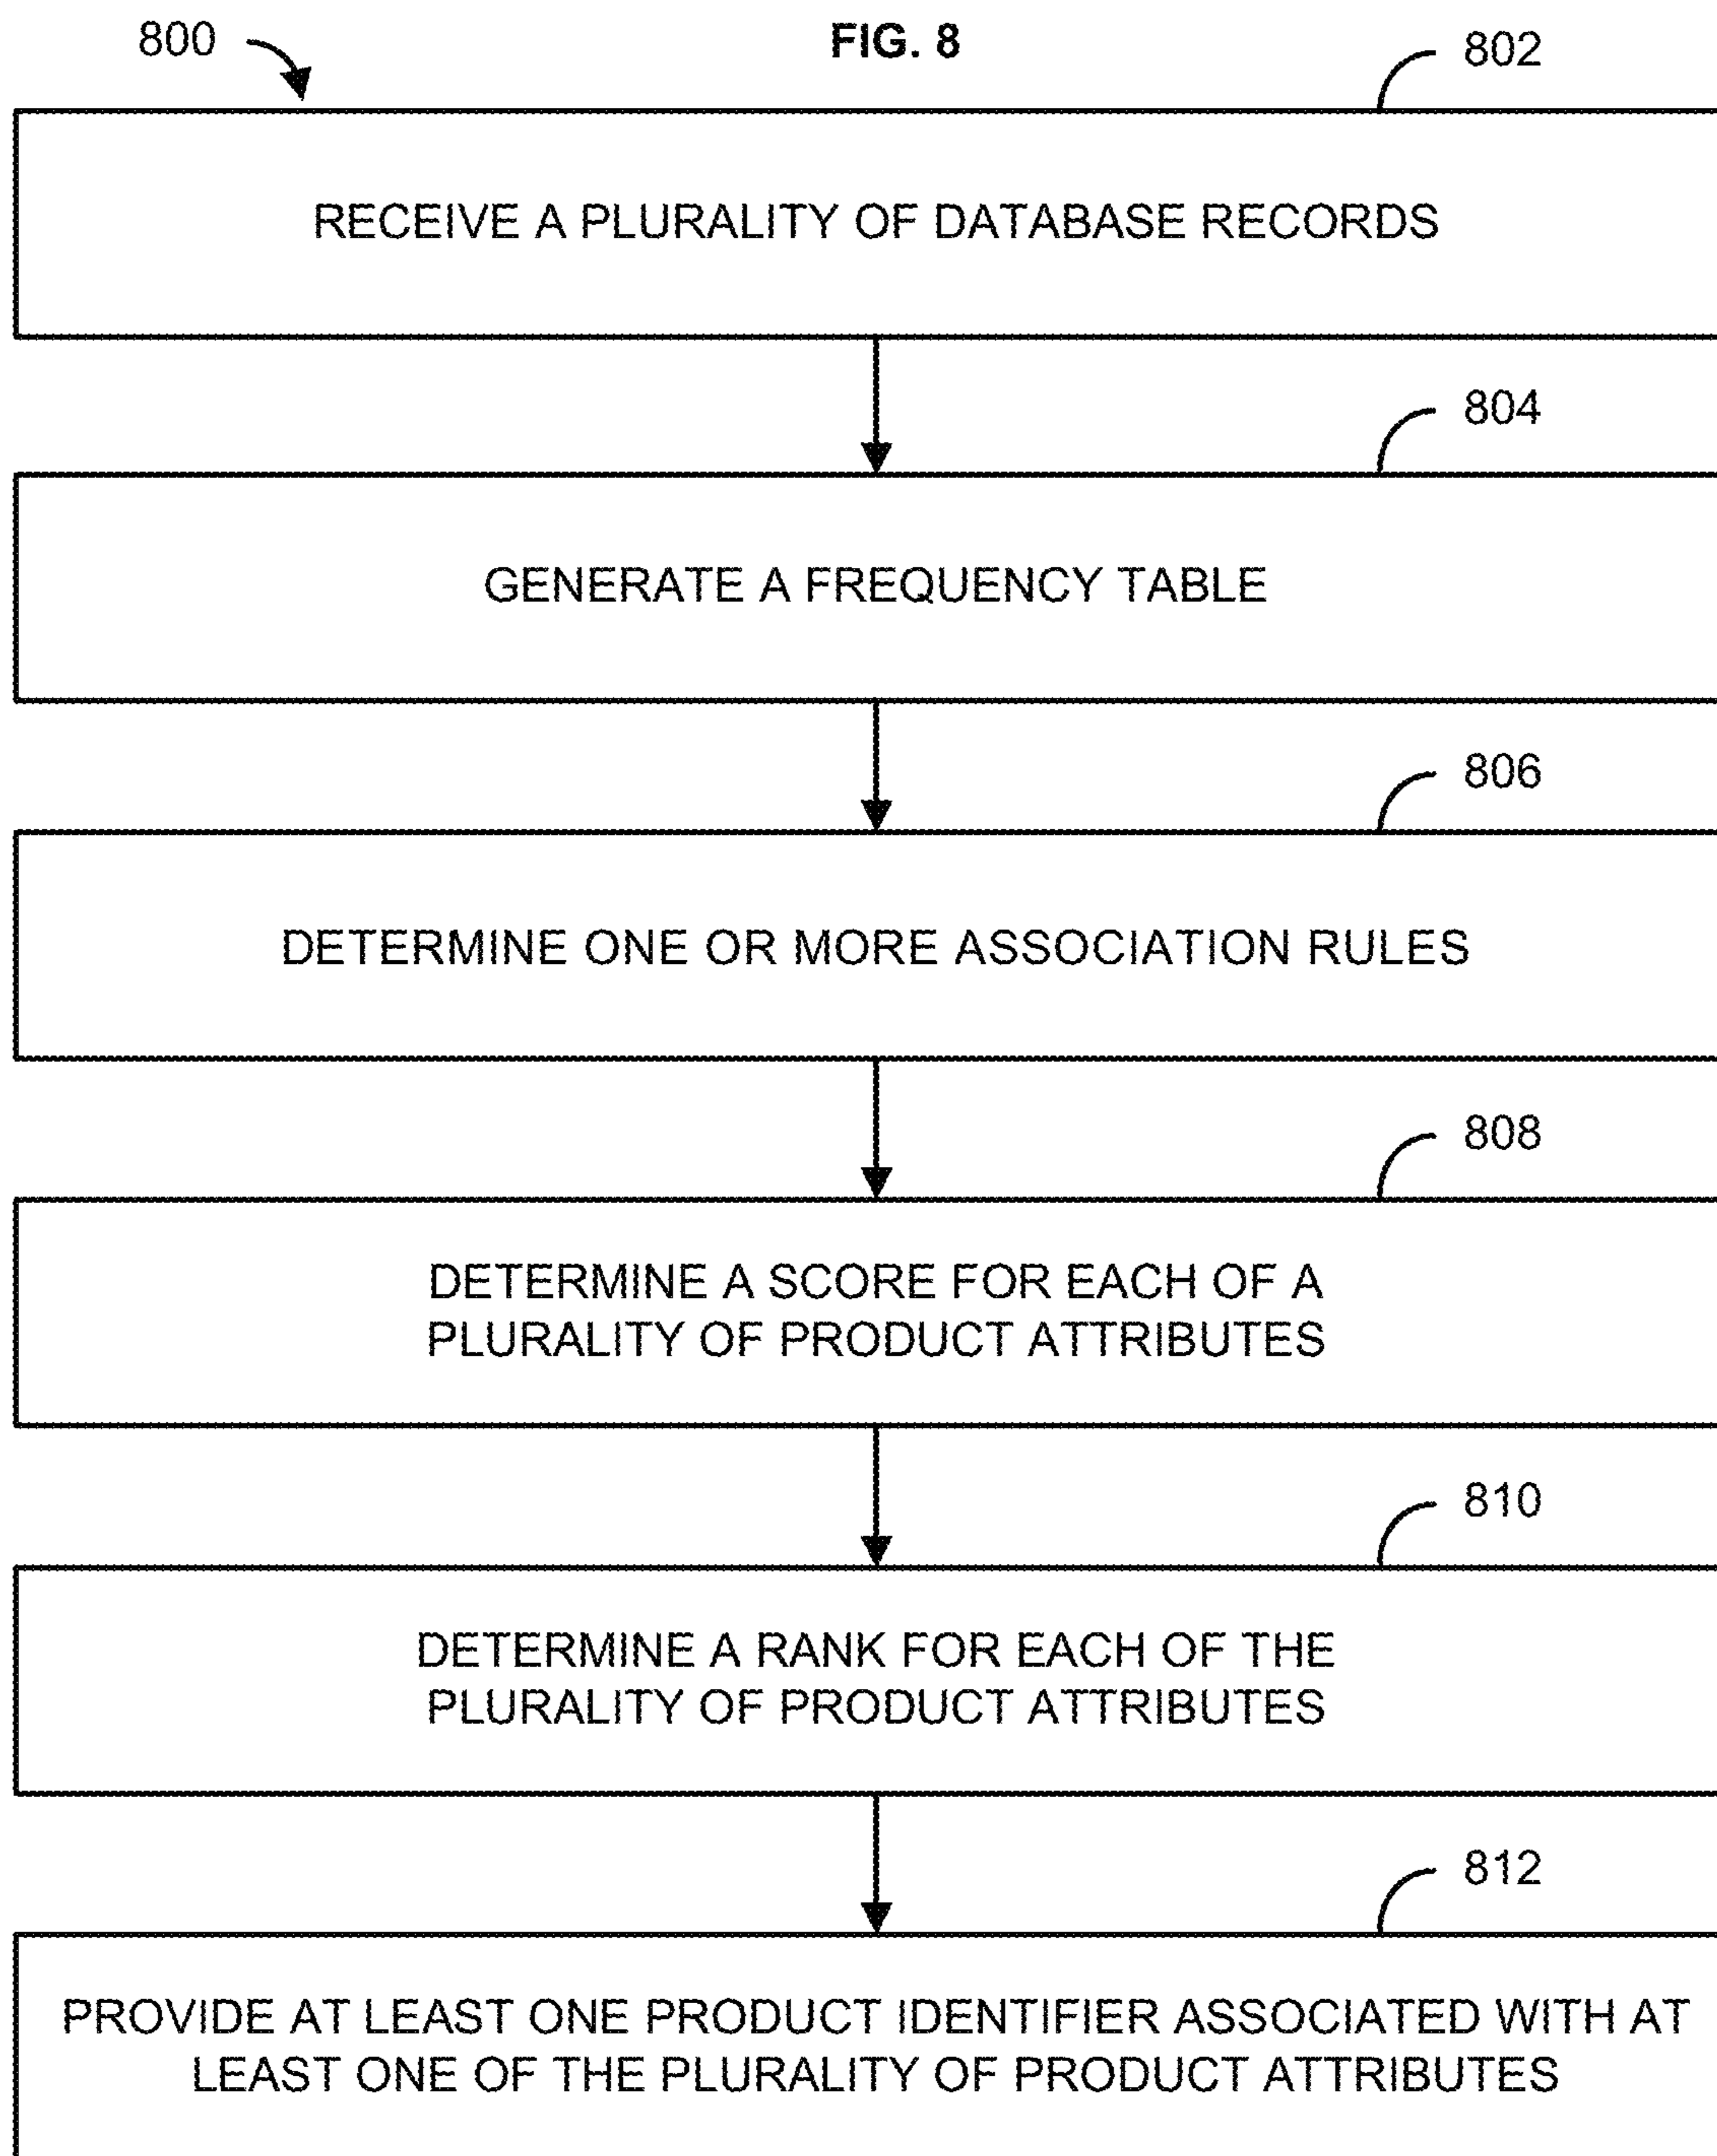 800
FIG. 8
802
RECEIVE A PLURALITY OF DATABASE RECORDS
804
GENERATE A FREQUENCY TABLE
806
DETERMINE ONE OR MORE ASSOCIATION RULES
808
DETERMINE A SCORE FOR EACH OF A
PLURALITY OF PRODUCT ATTRIBUTES
810
DETERMINE A RANK FOR EACH OF THE
PLURALITY OF PRODUCT ATTRIBUTES
812
PROVIDE AT LEAST ONE PRODUCT IDENTIFIER ASSOCIATED WITH AT
LEAST ONE OF THE PLURALITY OF PRODUCT ATTRIBUTES